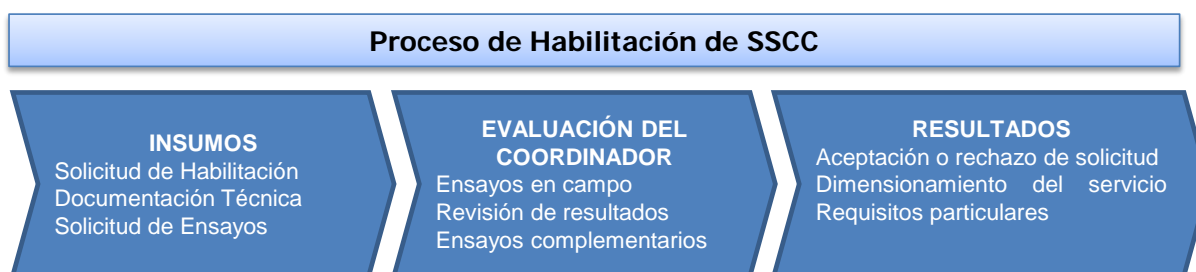 Proceso de Habilitación de SSCC
INSUMOS
Solicitud de Habilitación
Documentación Técnica
Solicitud de Ensayos
EVALUACIÓN DEL
COORDINADOR
Ensayos en campo
Revisión de resultados
Ensayos complementarios
RESULTADOS
Aceptación o rechazo de solicitud
Dimensionamiento del servicio
Requisitos particulares